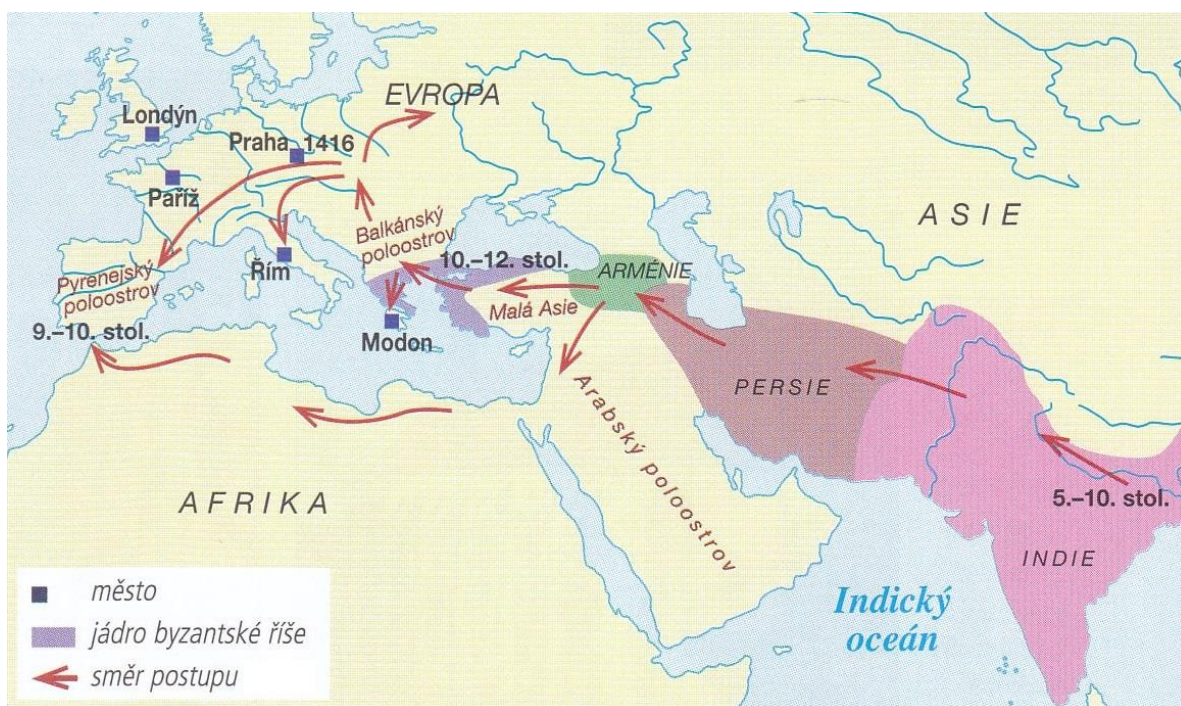 EVROPA
Londýn
Praha 1416
Paříž
ASIE
Balkánský
poloostrov
Řím
10.–12. stol.
ARMÉNIE
Pyrenejský
poloostrov
Malá Asie
9.–10. stol.
Modon
PERSIE
Arabský poloostrov
5.–10. stol.
AFRIKA
INDIE
Indický
oceán
město
jádro byzantské říše
směr postupu